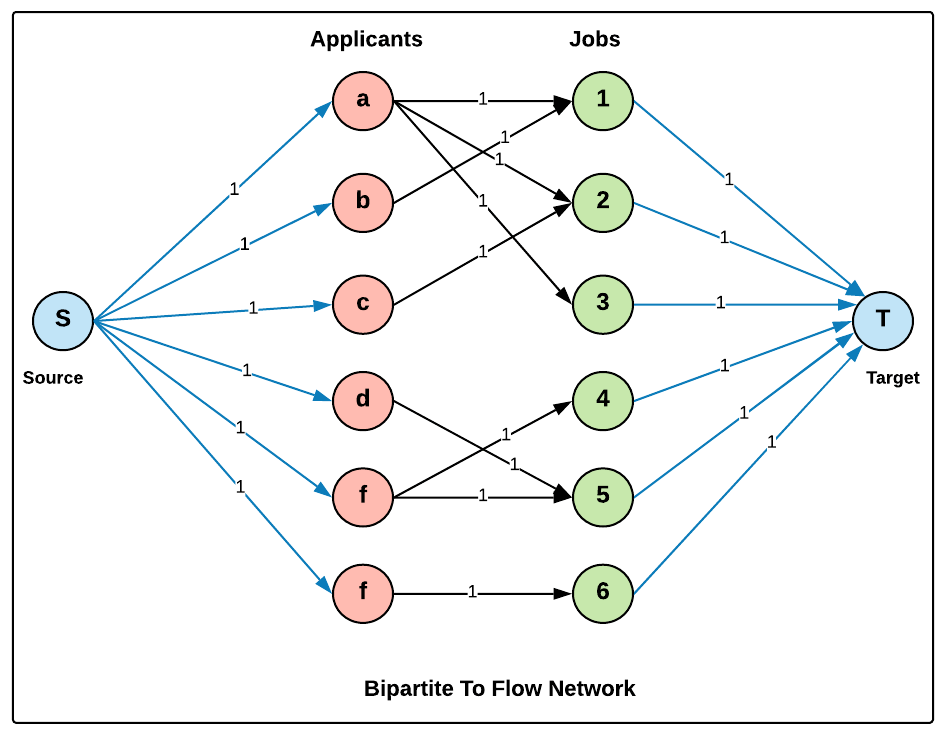 Applicants Jobs
a 1 1
1
1
1 1
b 2
1 1
1 1 1
c 3
1 1
S T
Source Target
1 1
d 4
1 1 1
1
f 1 5
1 1
f 1 6
Bipartite To Flow Network